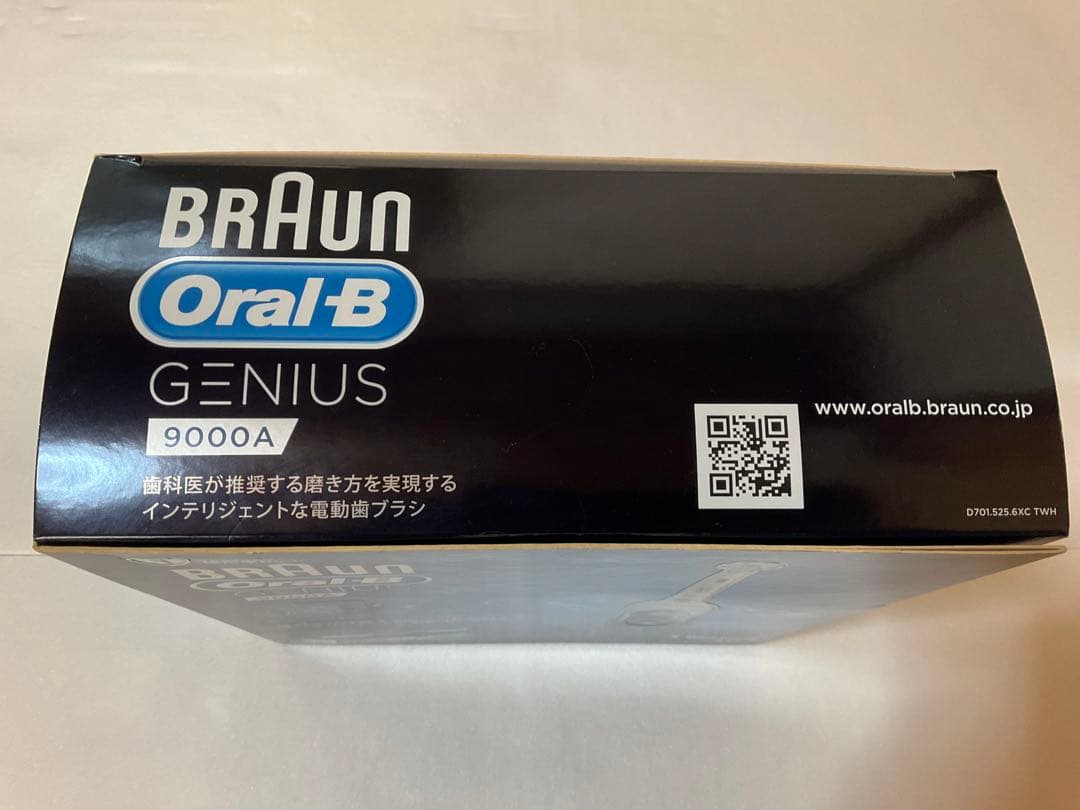 BRAUN
Oral-B
GENIUS
9000A
歯科医が推奨する磨き方を実現する
インテリジェントな電動歯ブラシ
www.oralb.braun.co.jp
D701.525.6XC TWH
BRAUN
Oral-B